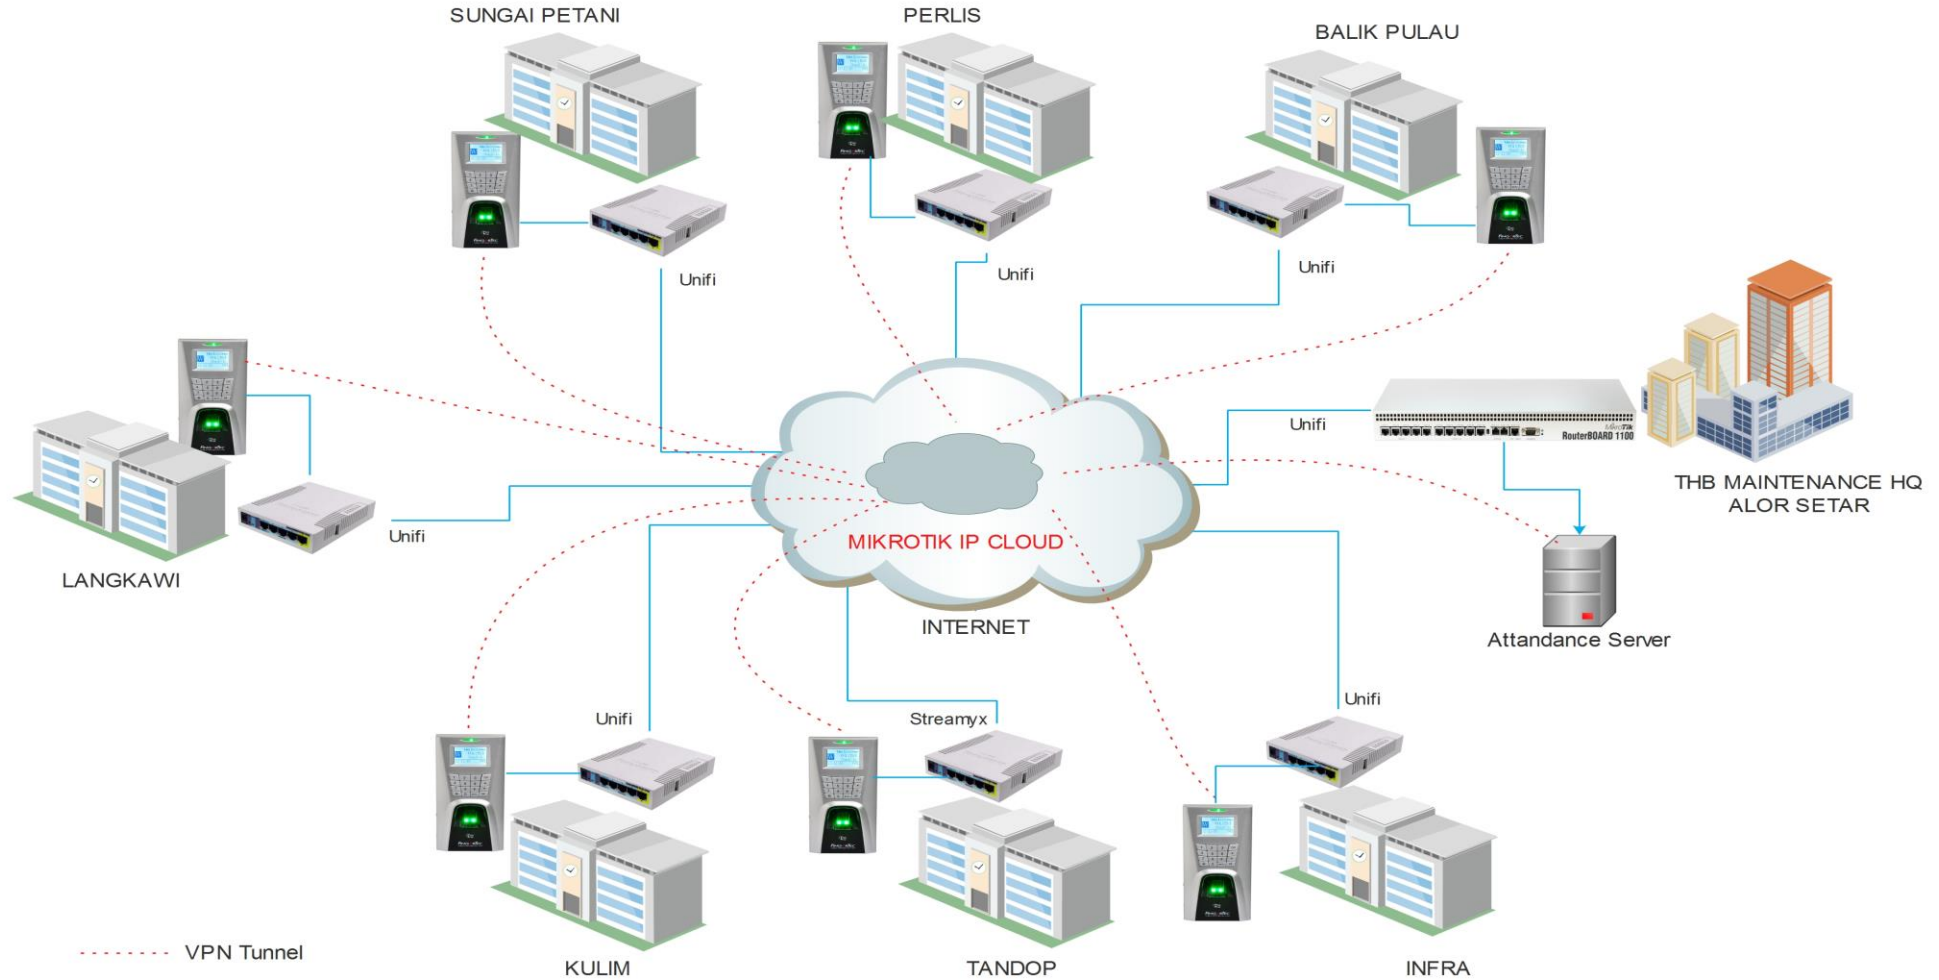 SUNGAI PETANI
PERLIS
BALIK PULAU
Unifi
Unifi
Unifi
Unifi
MikroTik
RouterBOARD 1100
THB MAINTENANCE HQ
ALOR SETAR
Unifi
LANGKAWI
MIKROTIK IP CLOUD
INTERNET
Attandance Server
Unifi
Streamyx
Unifi
VPN Tunnel
KULIM
TANDOP
INFRA